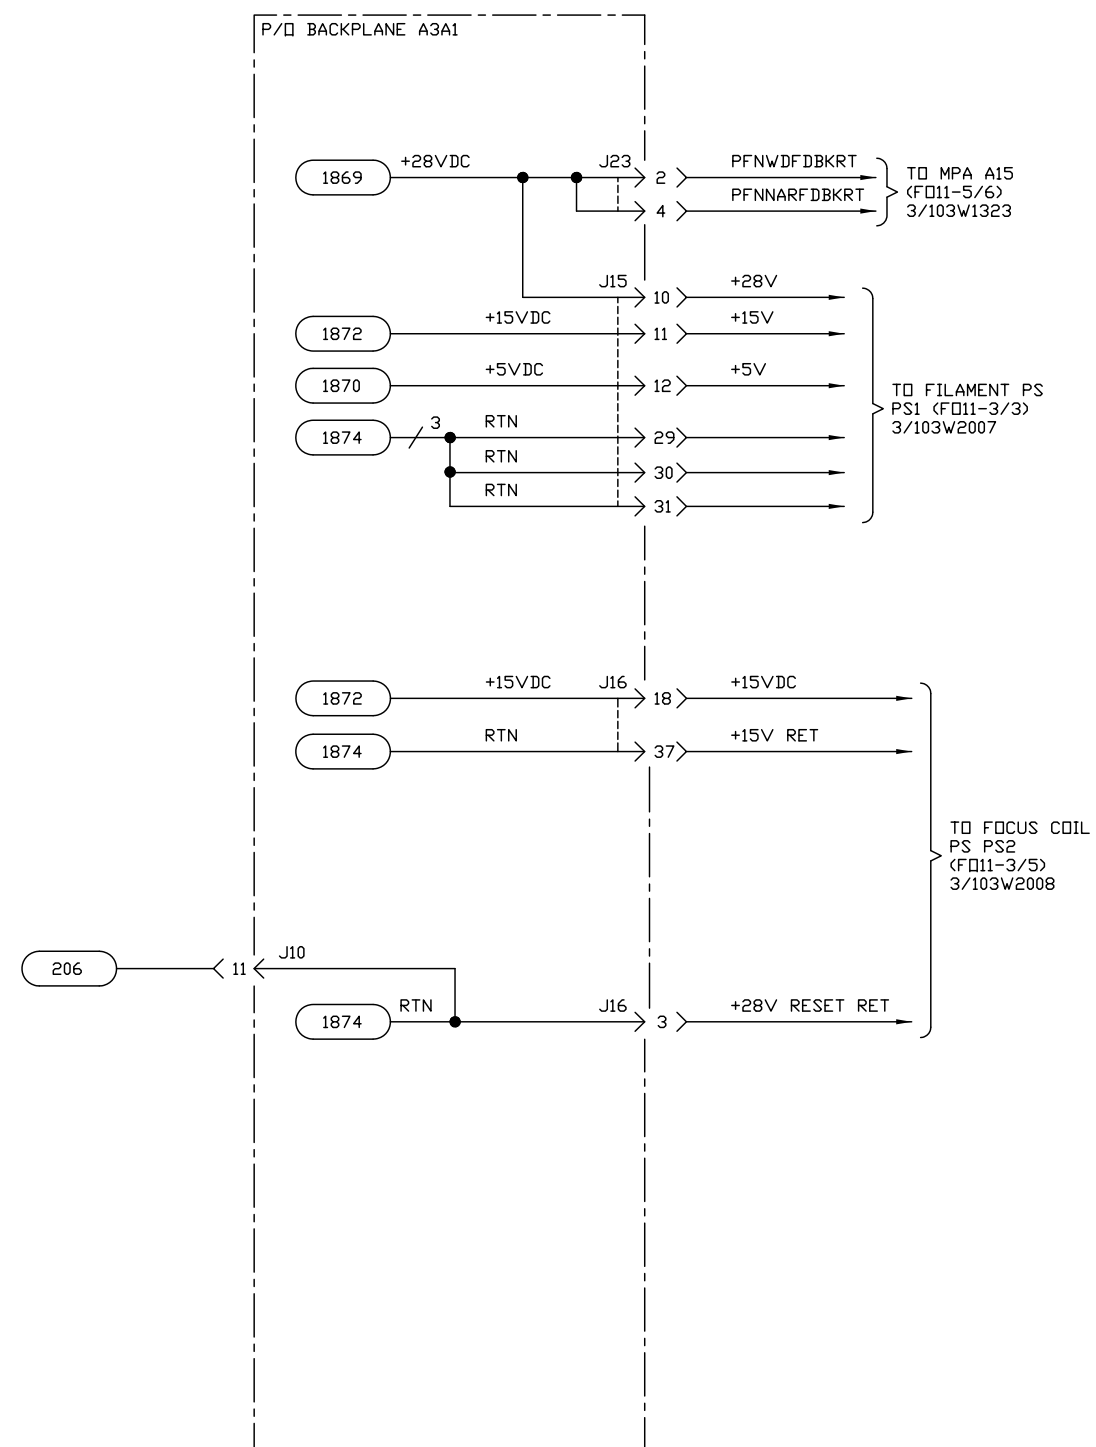 P/O BACKPLANE A3A1
1869
+28VDC
J23
2
PFNWDFDBKRT
4
PFNNARFDBKRT
TO MPA A15
(FO11-5/6)
3/103W1323
J15
10
+28V
1872
+15VDC
11
+15V
1870
+5VDC
12
+5V
1874
3
RTN
29
RTN
30
RTN
31
TO FILAMENT PS
PS1 (FO11-3/3)
3/103W2007
1872
+15VDC
J16
18
+15VDC
1874
RTN
37
+15V RET
TO FOCUS COIL
PS PS2
(FO11-3/5)
3/103W2008
206
11
J10
1874
RTN
J16
3
+28V RESET RET